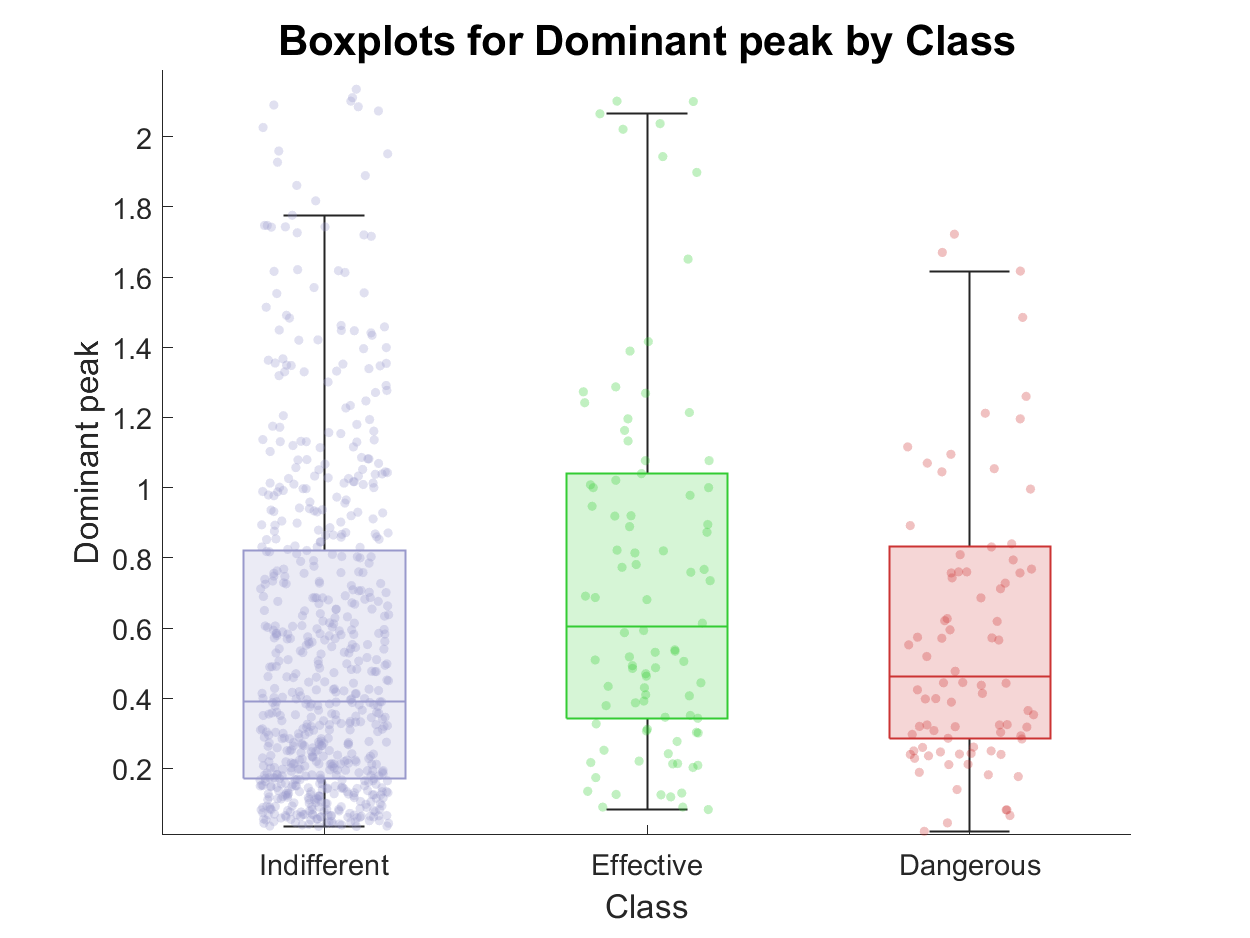 Boxplots for Dominant peak by Class
Dominant peak
2
1.8
1.6
1.4
1.2
1
0.8
0.6
0.4
0.2
Indifferent
Effective
Dangerous
Class